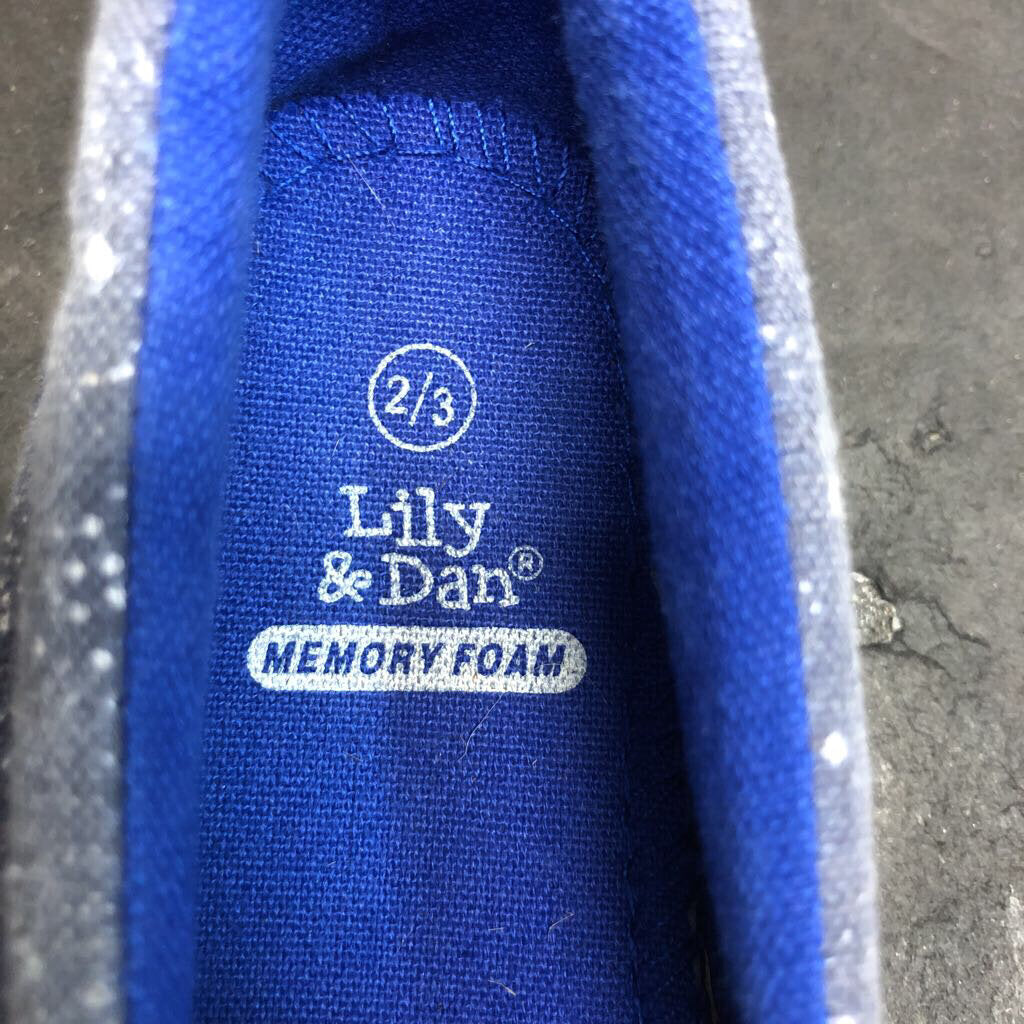 2/3
Lily
& Dan®
MEMORY FOAM